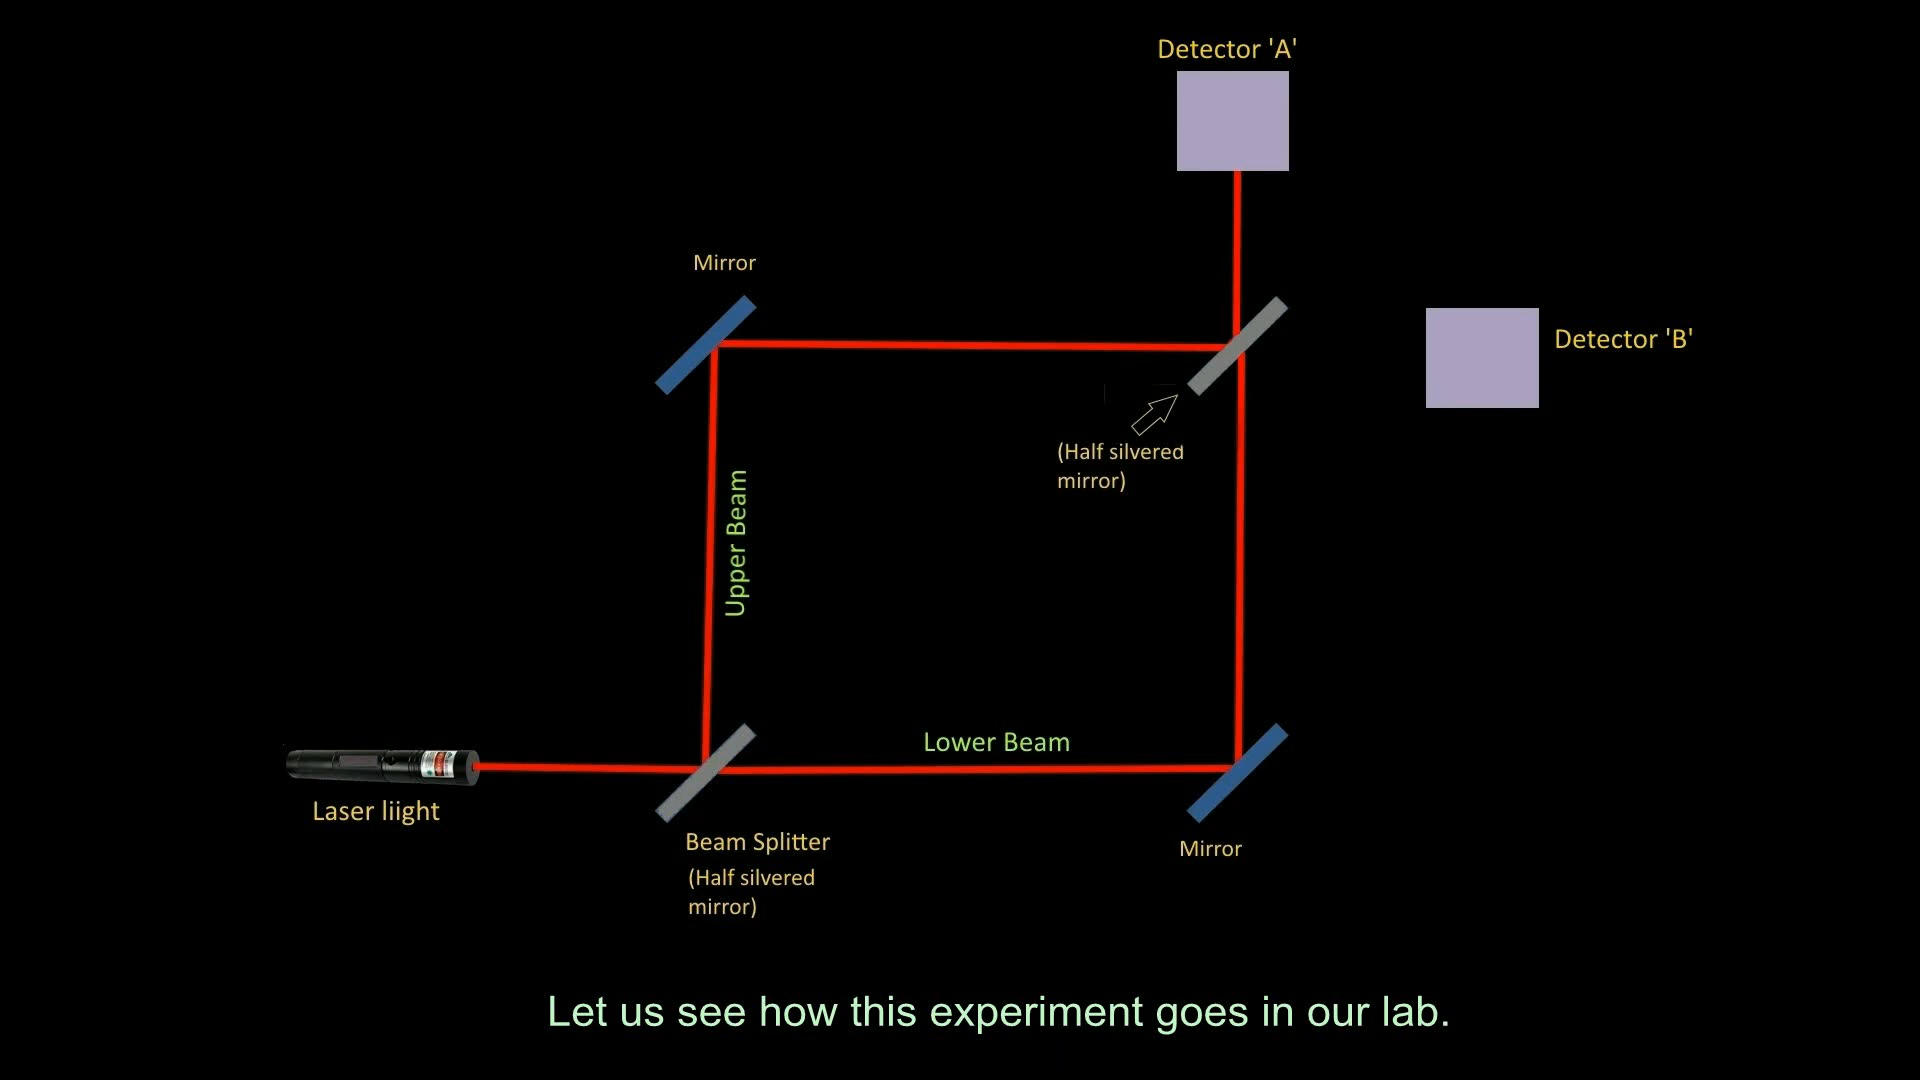 Detector 'A'
Mirror
Detector 'B'
(Half silvered
mirror)
Upper Beam
Lower Beam
Laser liight
Beam Splitter
(Half silvered
mirror)
Mirror
Let us see how this experiment goes in our lab.